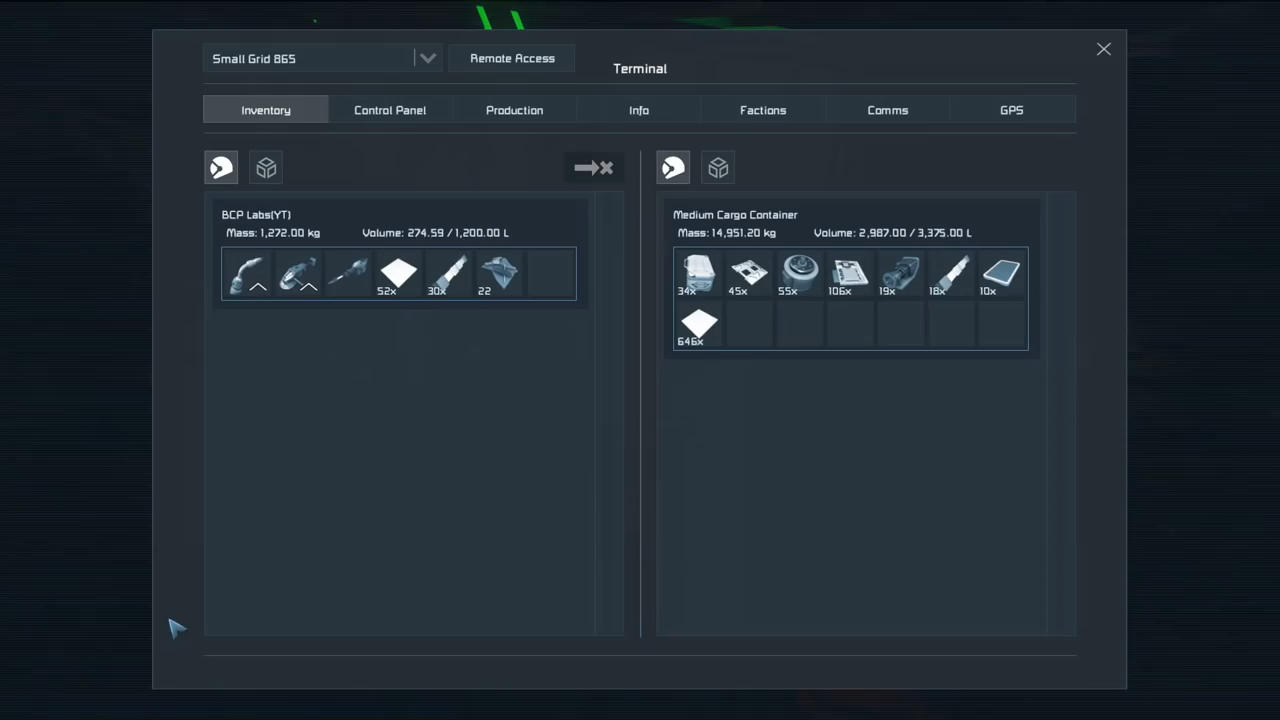 Small Grid 865
Remote Access
Terminal
Inventory
Control Panel
Production
Info
Factions
Comms
GPS
BCP Labs(YT)
Mass: 1,272.00 kg
Volume: 274.59 / 1,200.00 L
52x
30x
22
Medium Cargo Container
Mass: 14,951.20 kg
Volume: 2,987.00 / 3,375.00 L
34x
45x
55x
106x
19x
18x
10x
646x